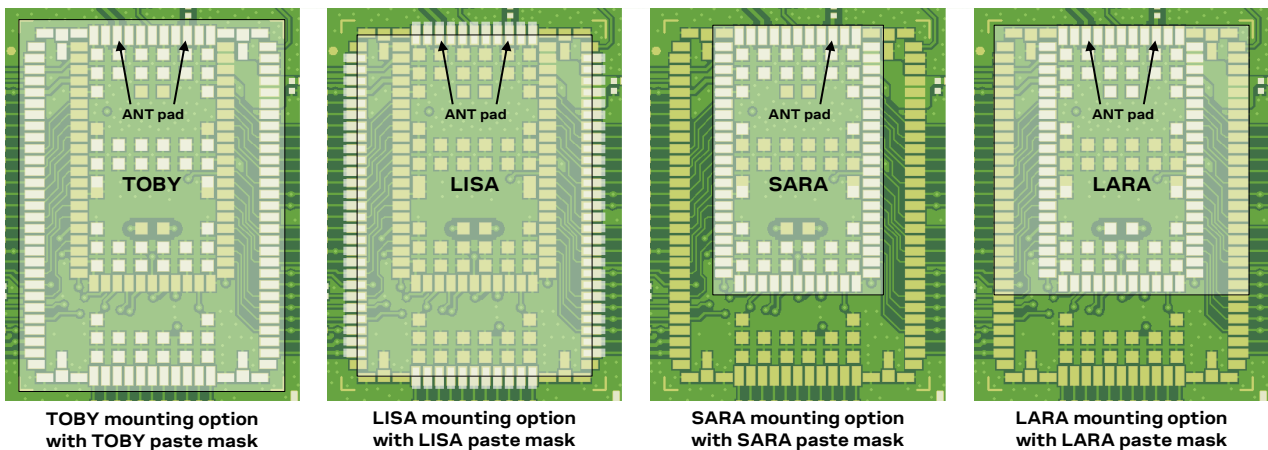 ANT pad
TOBY
ANT pad
LISA
ANT pad
SARA
ANT pad
LARA
TOBY mounting option
with TOBY paste mask
LISA mounting option
with LISA paste mask
SARA mounting option
with SARA paste mask
LARA mounting option
with LARA paste mask